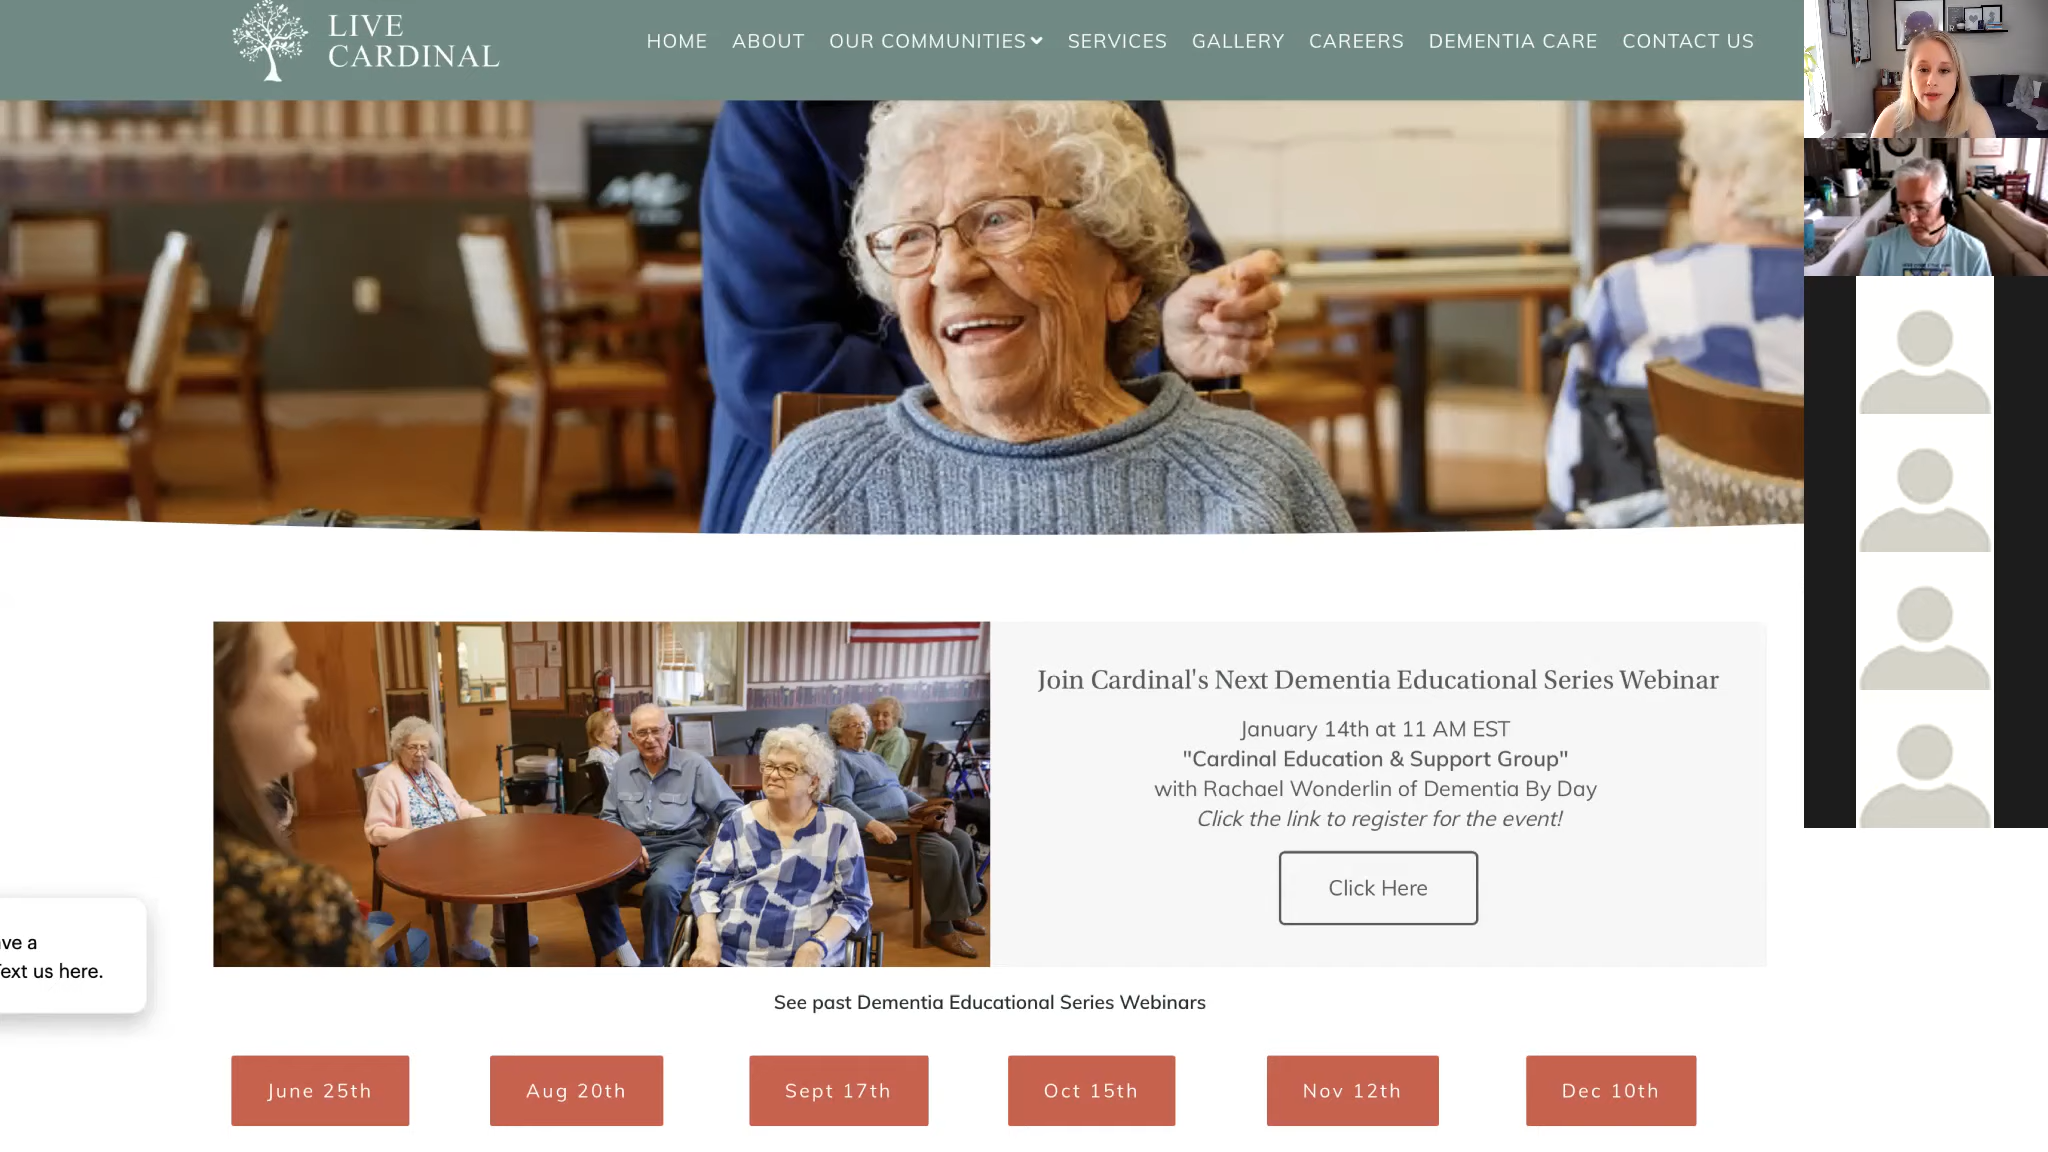 LIVE
CARDINAL
HOME ABOUT OUR COMMUNITIES SERVICES GALLERY CAREERS DEMENTIA CARE CONTACT US
Join Cardinal's Next Dementia Educational Series Webinar
January 14th at 11 AM EST
"Cardinal Education & Support Group"
with Rachael Wonderlin of Dementia By Day
Click the link to register for the event!
Click Here
ve a
ext us here.
See past Dementia Educational Series Webinars
June 25th Aug 20th Sept 17th Oct 15th Nov 12th Dec 10th